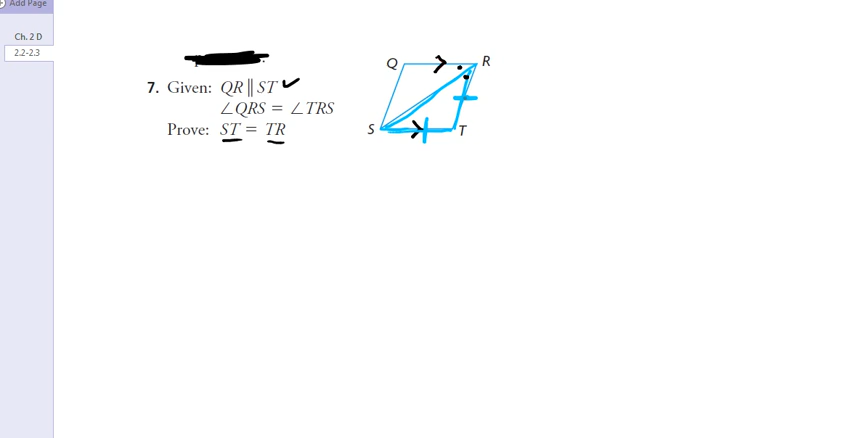 Add Page
Ch. 2 D
2.2-2.3
7. Given: QR || ST ✓
∠QRS = ∠TRS
Prove: ST = TR
Q
R
S
T